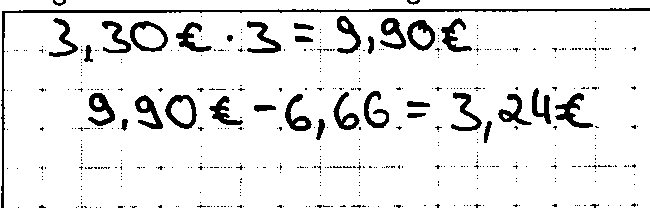 3,30€ · 3 = 9,90€
9,90€ - 6,66 = 3,24€